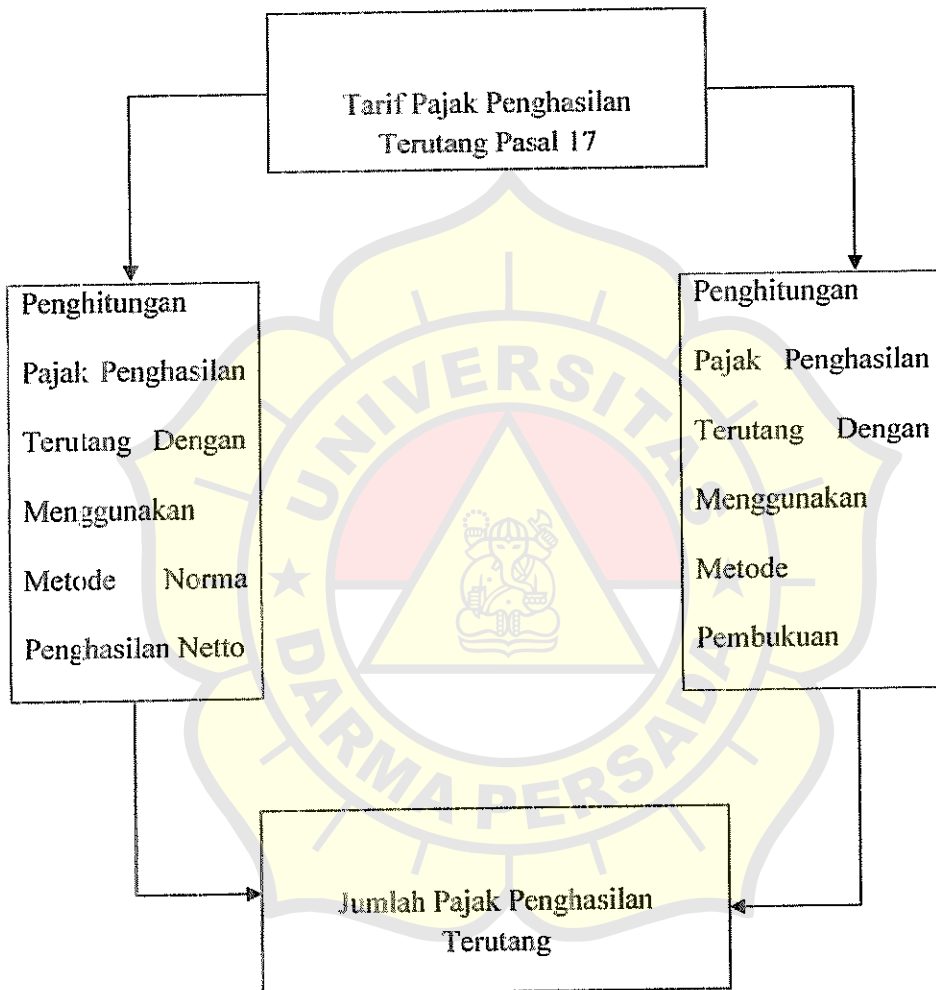 Tarif Pajak Penghasilan
Terutang Pasal 17
Penghitungan
Pajak Penghasilan
Terutang Dengan
Menggunakan
Metode Norma
Penghasilan Netto
Penghitungan
Pajak Penghasilan
Terutang Dengan
Menggunakan
Metode
Pembukuan
Jumlah Pajak Penghasilan
Terutang
UNIVERSITAS
DARMA PERSADA